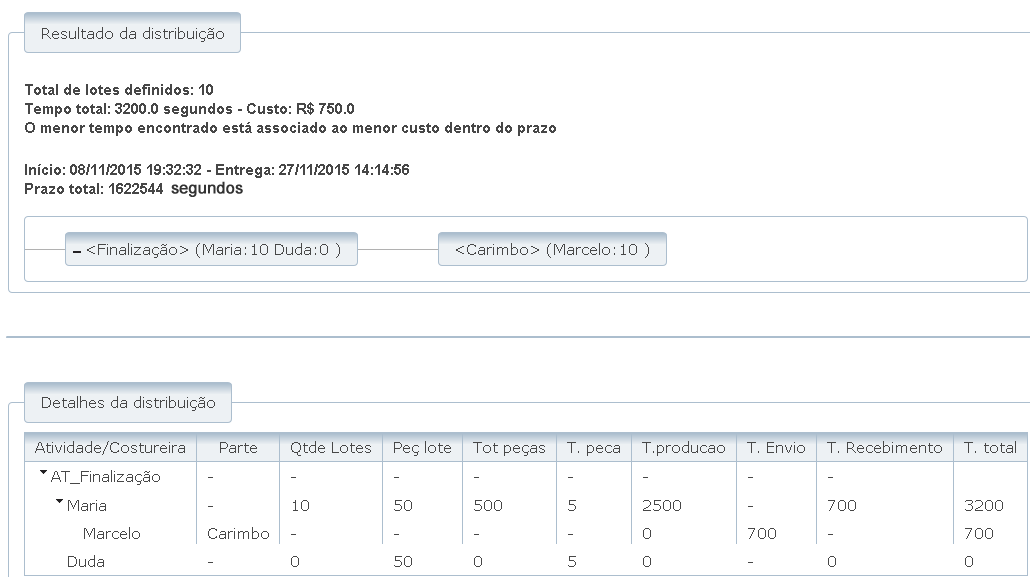 Resultado da distribuição
Total de lotes definidos: 10
Tempo total: 3200.0 segundos - Custo: R$ 750.0
O menor tempo encontrado está associado ao menor custo dentro do prazo
Início: 08/11/2015 19:32:32 - Entrega: 27/11/2015 14:14:56
Prazo total: 1622544 segundos
– <Finalização> (Maria:10 Duda:0 ) <Carimbo> (Marcelo:10 )
Detalhes da distribuição
Atividade/Costureira Parte Qtde Lotes Peç lote Tot peças T. peca T.producao T. Envio T. Recebimento T. total
AT_Finalização - - - - - - - -
Maria - 10 50 500 5 2500 - 700 3200
Marcelo Carimbo - - - - 0 700 - 700
Duda - 0 50 0 5 0 - 0 0